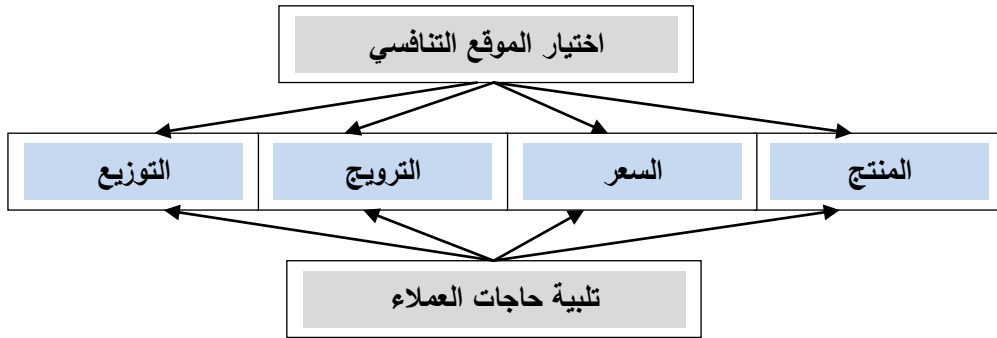 اختيار الموقع التنافسي
المنتج
السعر
الترويج
التوزيع
تلبية حاجات العملاء